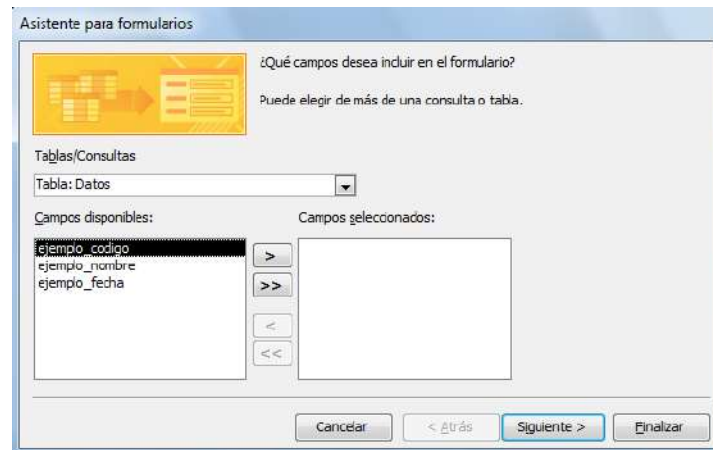 Asistente para formularios
¿Qué campos desea incluir en el formulario?
Puede elegir de más de una consulta o tabla.
Tablas/Consultas
Tabla: Datos
Campos disponibles:
Campos seleccionados:
ejemplo_codigo
ejemplo_nombre
ejemplo_fecha
>
>>
<
<<
Cancelar
< Atrás
Siguiente >
Finalizar